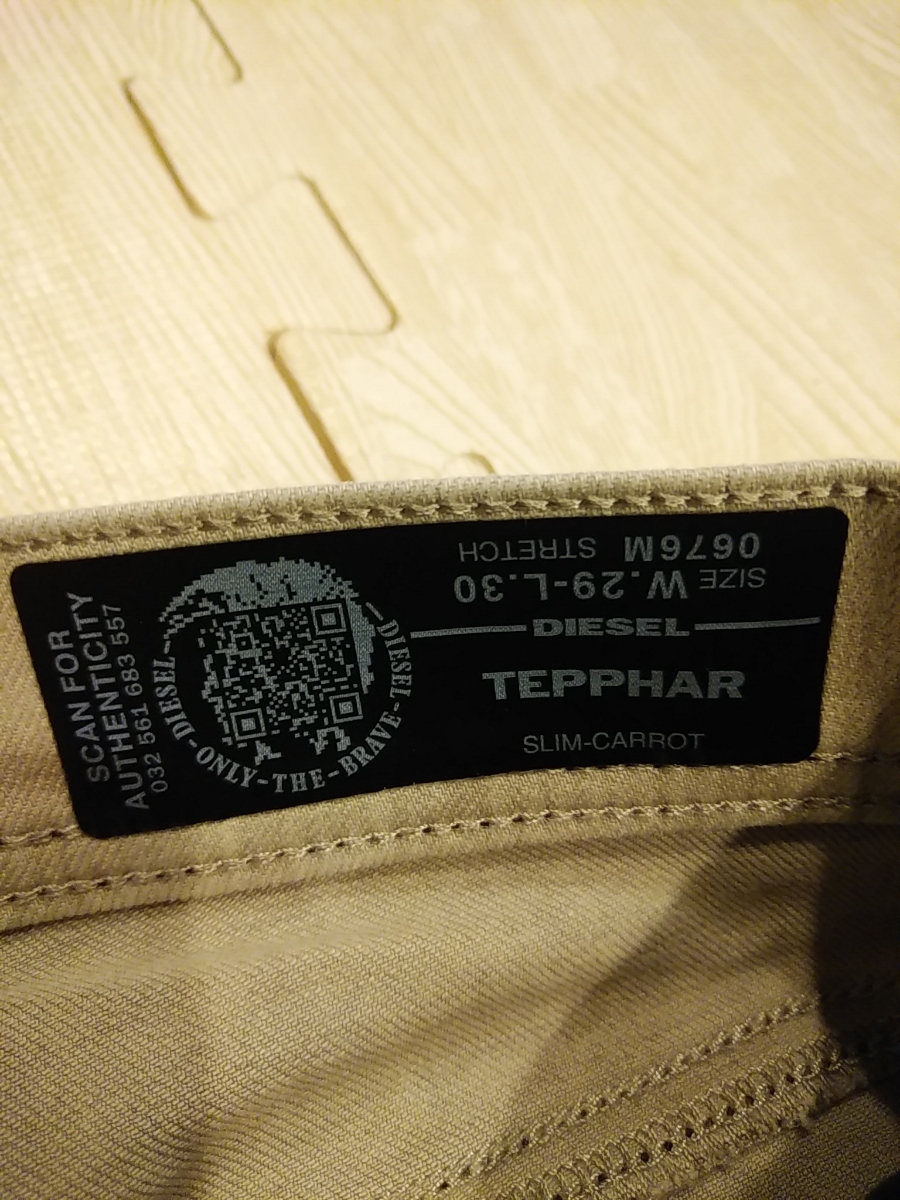 SCAN FOR
AUTHENTICITY
032 561 683 557
DIESEL-ONLY-THE-BRAVE-DIESEL
0676M STRETCH
SIZE W.29-L.30
DIESEL
TEPPHAR
SLIM-CARROT